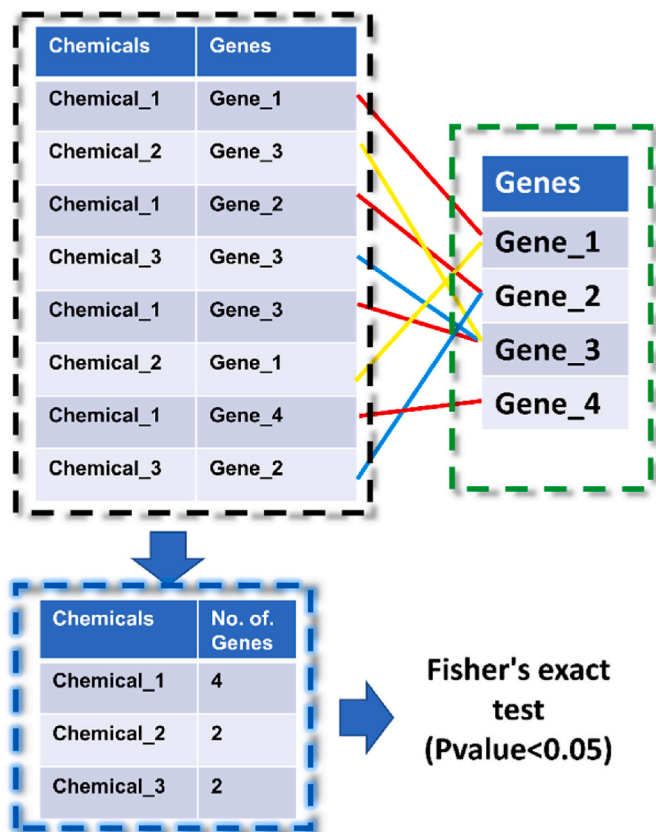 Chemicals Genes
Chemical_1 Gene_1
Chemical_2 Gene_3
Chemical_1 Gene_2
Chemical_3 Gene_3
Chemical_1 Gene_3
Chemical_2 Gene_1
Chemical_1 Gene_4
Chemical_3 Gene_2
Genes
Gene_1
Gene_2
Gene_3
Gene_4
Chemicals No. of.
Genes
Chemical_1 4
Chemical_2 2
Chemical_3 2
Fisher's exact
test
(Pvalue<0.05)